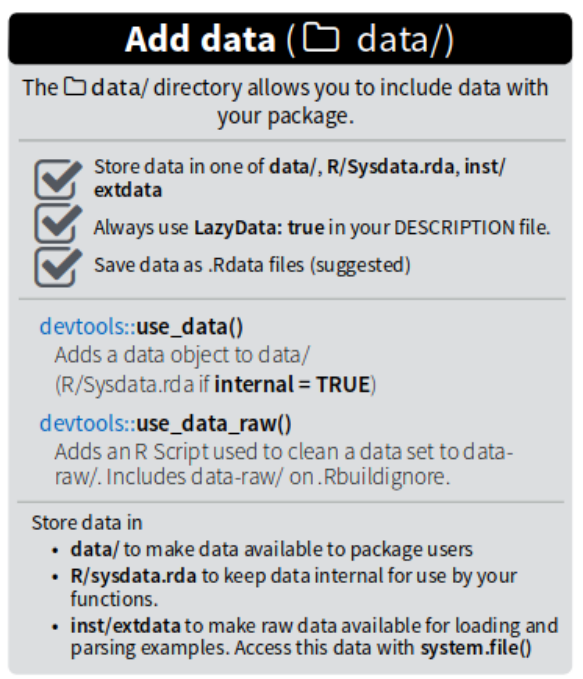 Add data ( data/)
The data/ directory allows you to include data with
your package.
Store data in one of data/, R/Sysdata.rda, inst/
extdata
Always use LazyData: true in your DESCRIPTION file.
Save data as .Rdata files (suggested)
devtools::use_data()
Adds a data object to data/
(R/Sysdata.rda if internal = TRUE)
devtools::use_data_raw()
Adds an R Script used to clean a data set to data-
raw/. Includes data-raw/ on .Rbuildignore.
Store data in
• data/ to make data available to package users
• R/sysdata.rda to keep data internal for use by your
functions.
• inst/extdata to make raw data available for loading and
parsing examples. Access this data with system.file()